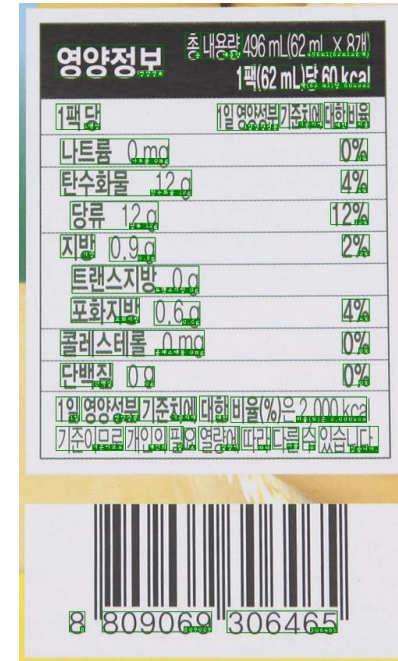 영양정보
총 내용량 496 mL(62 mL X 8개)
1팩(62 mL)당 60 kcal
1팩 당 1일 영양성분 기준치에 대한 비율
나트륨 0 mg 0%
탄수화물 12 g 4%
당류 12 g 12%
지방 0.9 g 2%
트랜스지방 0 g
포화지방 0.6 g 4%
콜레스테롤 0 mg 0%
단백질 0 g 0%
1일 영양성분 기준치에 대한 비율(%)은 2,000 kcal
기준이므로 개인의 필요 열량에 따라 다를 수 있습니다.
8 809069 306465